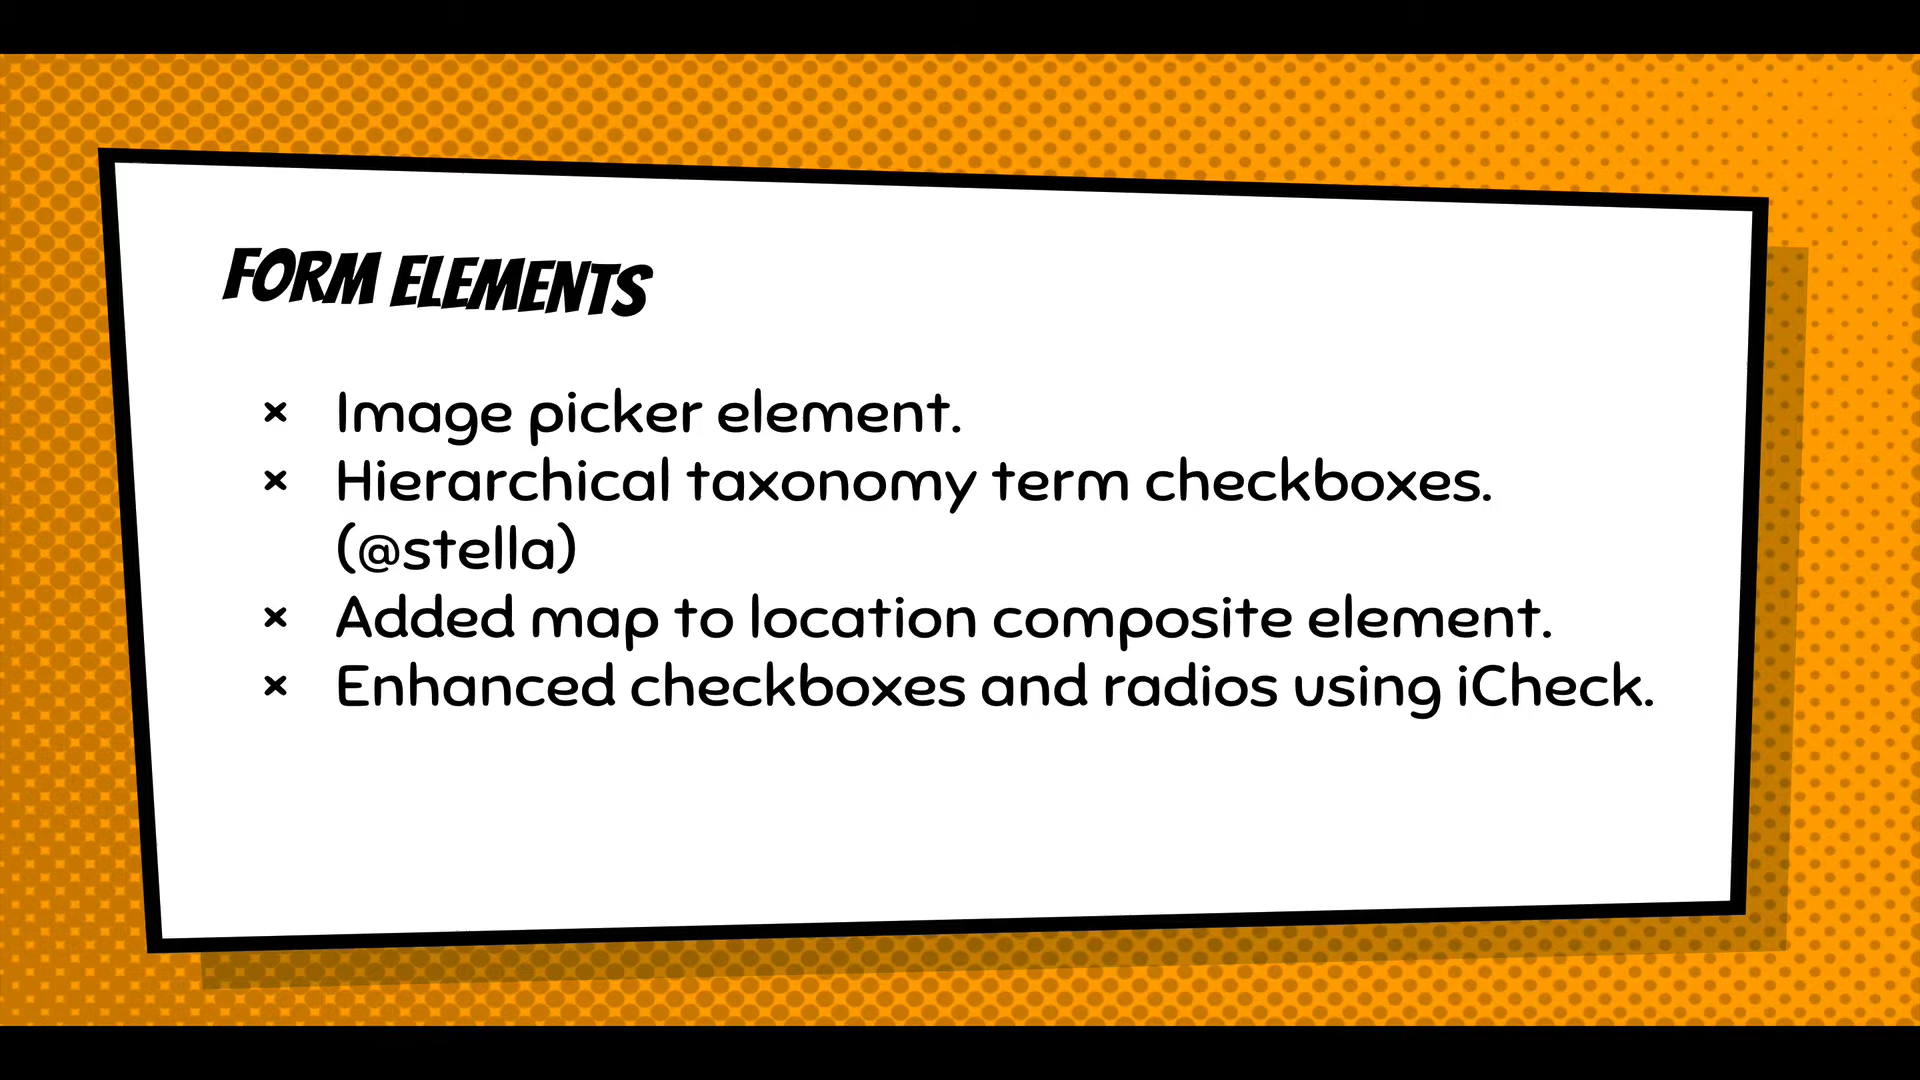 FORM ELEMENTS
× Image picker element.
× Hierarchical taxonomy term checkboxes.
(@stella)
× Added map to location composite element.
× Enhanced checkboxes and radios using iCheck.